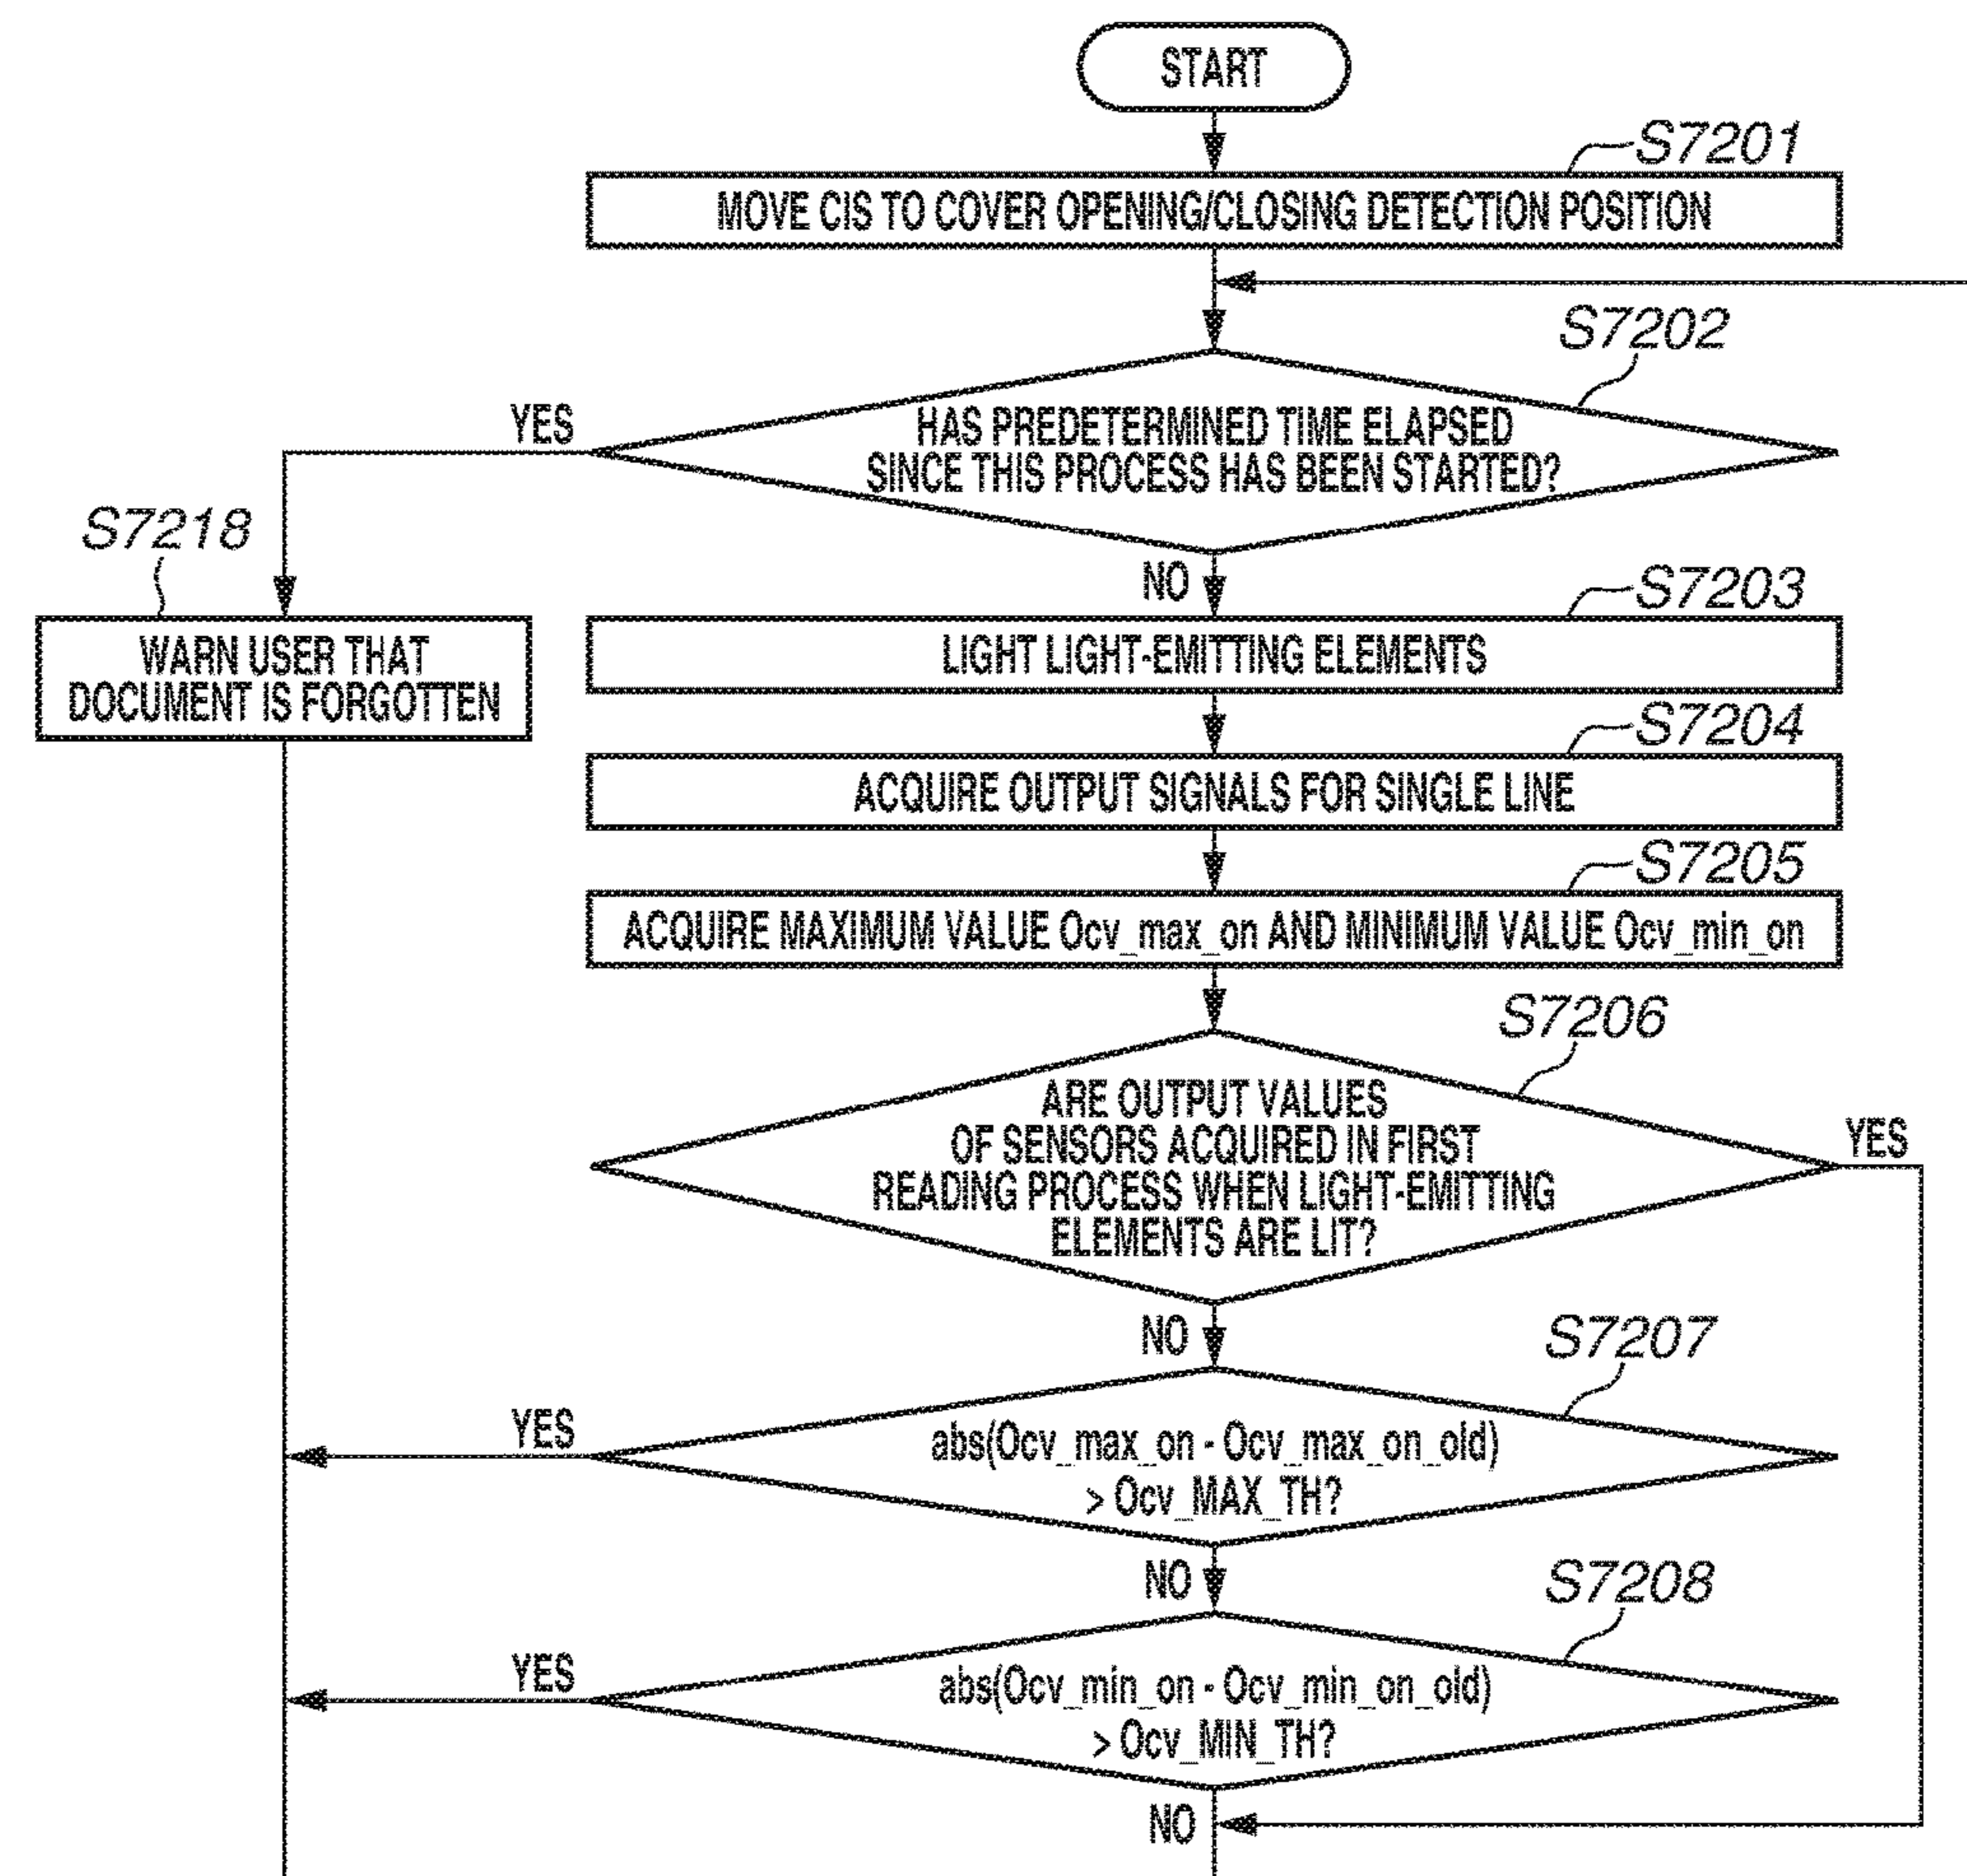 START
S7201
MOVE CIS TO COVER OPENING/CLOSING DETECTION POSITION
S7202
HAS PREDETERMINED TIME ELAPSED
SINCE THIS PROCESS HAS BEEN STARTED?
YES
NO
S7218
WARN USER THAT
DOCUMENT IS FORGOTTEN
S7203
LIGHT LIGHT-EMITTING ELEMENTS
S7204
ACQUIRE OUTPUT SIGNALS FOR SINGLE LINE
S7205
ACQUIRE MAXIMUM VALUE Ocv_max_on AND MINIMUM VALUE Ocv_min_on
S7206
ARE OUTPUT VALUES
OF SENSORS ACQUIRED IN FIRST
READING PROCESS WHEN LIGHT-EMITTING
ELEMENTS ARE LIT?
YES
NO
S7207
abs(Ocv_max_on - Ocv_max_on_old)
> Ocv_MAX_TH?
YES
NO
S7208
abs(Ocv_min_on - Ocv_min_on_old)
> Ocv_MIN_TH?
YES
NO